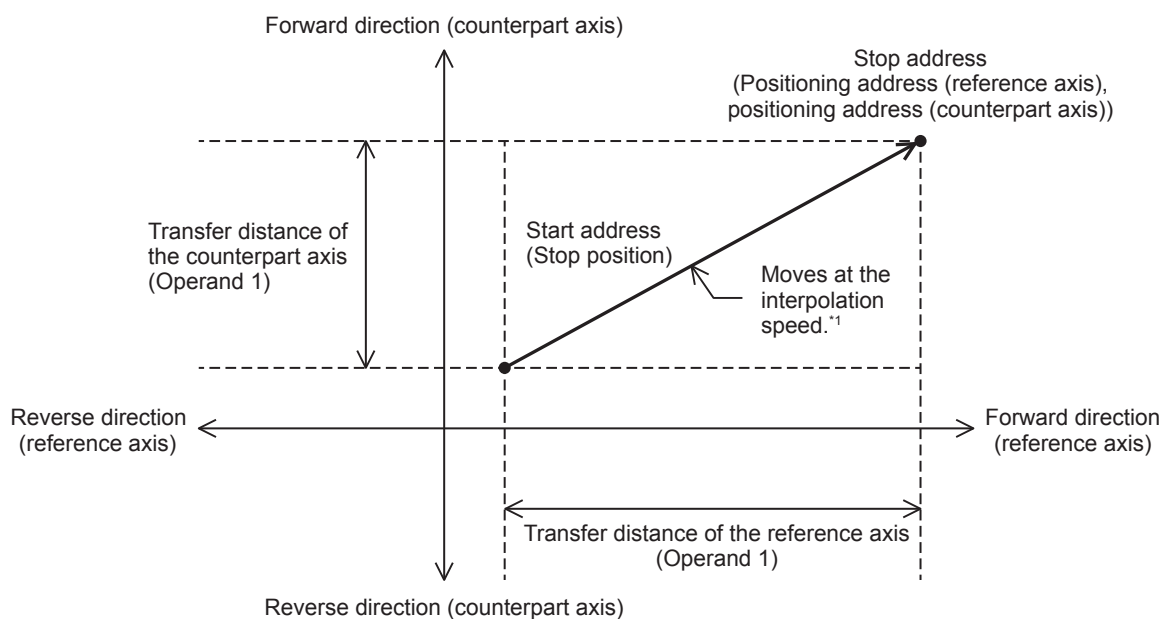 Forward direction (counterpart axis)
Stop address
(Positioning address (reference axis),
positioning address (counterpart axis))
Transfer distance of
the counterpart axis
(Operand 1)
Start address
(Stop position)
Moves at the
interpolation
speed.*1
Reverse direction
(reference axis)
Forward direction
(reference axis)
Transfer distance of the reference axis
(Operand 1)
Reverse direction (counterpart axis)